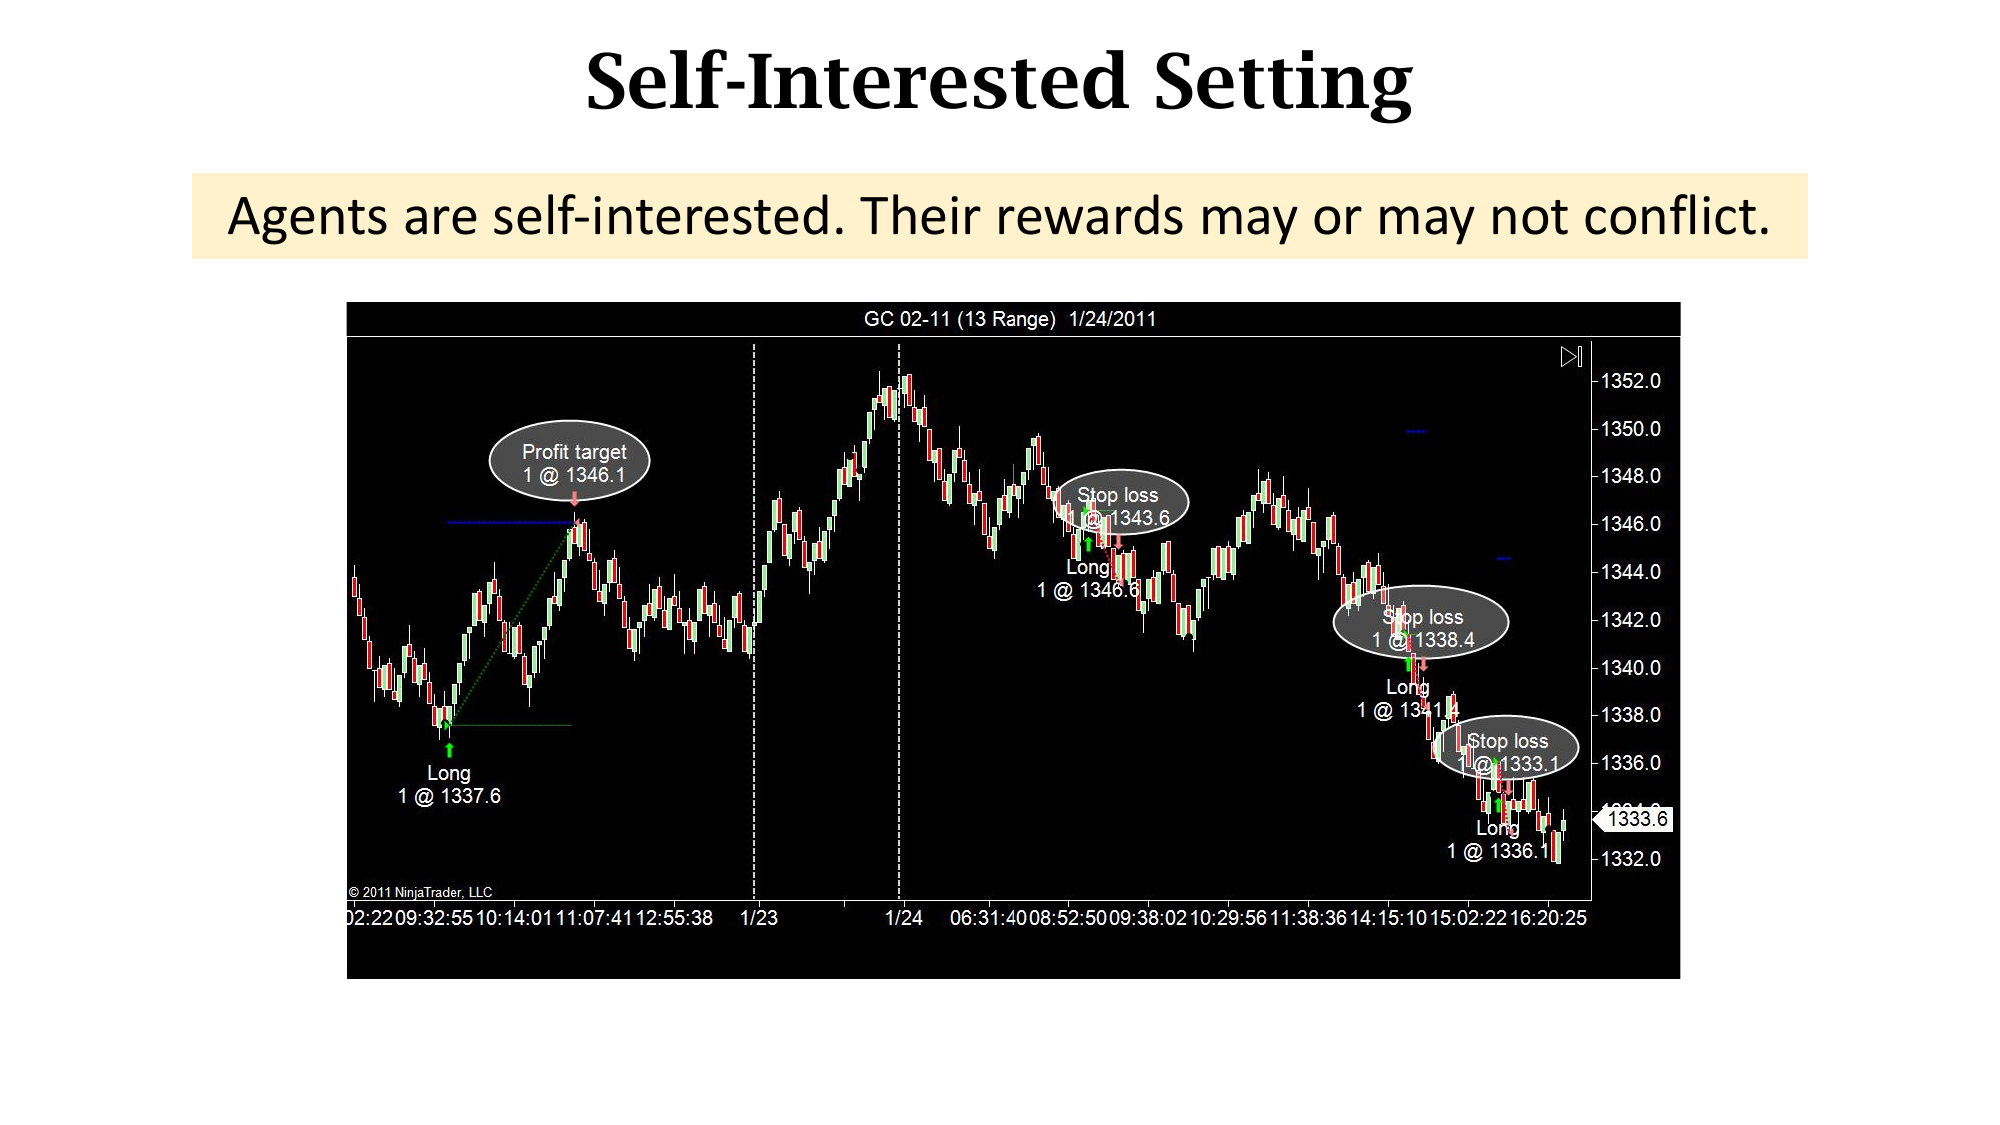 Self-Interested Setting
Agents are self-interested. Their rewards may or may not conflict.
GC 02-11 (13 Range)  1/24/2011
1352.0
1350.0
1348.0
1346.0
1344.0
1342.0
1340.0
1338.0
1336.0
1333.6
1332.0
Profit target
1 @ 1346.1
Long
1 @ 1337.6
Stop loss
1 @ 1343.6
Long
1 @ 1346.6
Stop loss
1 @ 1338.4
Long
1 @ 1341.4
Stop loss
1 @ 1333.1
Long
1 @ 1336.1
© 2011 NinjaTrader, LLC
02:22 09:32:55 10:14:01 11:07:41 12:55:38 1/23 1/24 06:31:40 08:52:50 09:38:02 10:29:56 11:38:36 14:15:10 15:02:22 16:20:25